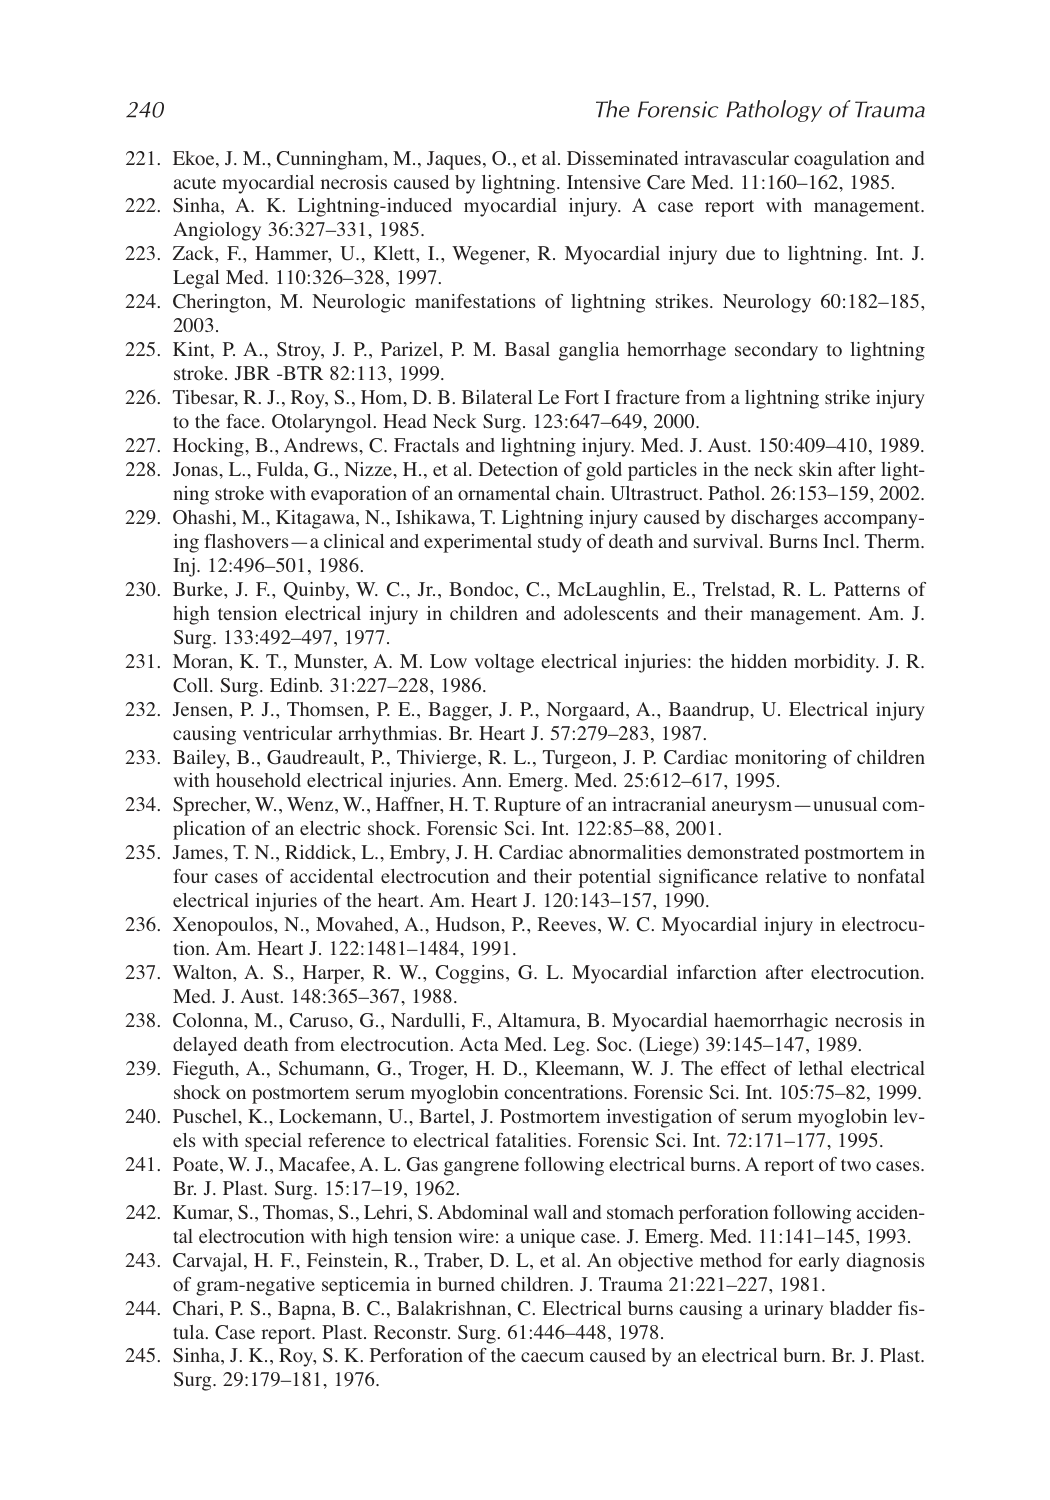 240 The Forensic Pathology of Trauma
221. Ekoe, J. M., Cunningham, M., Jaques, O., et al. Disseminated intravascular coagulation and
acute myocardial necrosis caused by lightning. Intensive Care Med. 11:160–162, 1985.
222. Sinha, A. K. Lightning-induced myocardial injury. A case report with management.
Angiology 36:327–331, 1985.
223. Zack, F., Hammer, U., Klett, I., Wegener, R. Myocardial injury due to lightning. Int. J.
Legal Med. 110:326–328, 1997.
224. Cherington, M. Neurologic manifestations of lightning strikes. Neurology 60:182–185,
2003.
225. Kint, P. A., Stroy, J. P., Parizel, P. M. Basal ganglia hemorrhage secondary to lightning
stroke. JBR -BTR 82:113, 1999.
226. Tibesar, R. J., Roy, S., Hom, D. B. Bilateral Le Fort I fracture from a lightning strike injury
to the face. Otolaryngol. Head Neck Surg. 123:647–649, 2000.
227. Hocking, B., Andrews, C. Fractals and lightning injury. Med. J. Aust. 150:409–410, 1989.
228. Jonas, L., Fulda, G., Nizze, H., et al. Detection of gold particles in the neck skin after light-
ning stroke with evaporation of an ornamental chain. Ultrastruct. Pathol. 26:153–159, 2002.
229. Ohashi, M., Kitagawa, N., Ishikawa, T. Lightning injury caused by discharges accompany-
ing flashovers—a clinical and experimental study of death and survival. Burns Incl. Therm.
Inj. 12:496–501, 1986.
230. Burke, J. F., Quinby, W. C., Jr., Bondoc, C., McLaughlin, E., Trelstad, R. L. Patterns of
high tension electrical injury in children and adolescents and their management. Am. J.
Surg. 133:492–497, 1977.
231. Moran, K. T., Munster, A. M. Low voltage electrical injuries: the hidden morbidity. J. R.
Coll. Surg. Edinb. 31:227–228, 1986.
232. Jensen, P. J., Thomsen, P. E., Bagger, J. P., Norgaard, A., Baandrup, U. Electrical injury
causing ventricular arrhythmias. Br. Heart J. 57:279–283, 1987.
233. Bailey, B., Gaudreault, P., Thivierge, R. L., Turgeon, J. P. Cardiac monitoring of children
with household electrical injuries. Ann. Emerg. Med. 25:612–617, 1995.
234. Sprecher, W., Wenz, W., Haffner, H. T. Rupture of an intracranial aneurysm—unusual com-
plication of an electric shock. Forensic Sci. Int. 122:85–88, 2001.
235. James, T. N., Riddick, L., Embry, J. H. Cardiac abnormalities demonstrated postmortem in
four cases of accidental electrocution and their potential significance relative to nonfatal
electrical injuries of the heart. Am. Heart J. 120:143–157, 1990.
236. Xenopoulos, N., Movahed, A., Hudson, P., Reeves, W. C. Myocardial injury in electrocu-
tion. Am. Heart J. 122:1481–1484, 1991.
237. Walton, A. S., Harper, R. W., Coggins, G. L. Myocardial infarction after electrocution.
Med. J. Aust. 148:365–367, 1988.
238. Colonna, M., Caruso, G., Nardulli, F., Altamura, B. Myocardial haemorrhagic necrosis in
delayed death from electrocution. Acta Med. Leg. Soc. (Liege) 39:145–147, 1989.
239. Fieguth, A., Schumann, G., Troger, H. D., Kleemann, W. J. The effect of lethal electrical
shock on postmortem serum myoglobin concentrations. Forensic Sci. Int. 105:75–82, 1999.
240. Puschel, K., Lockemann, U., Bartel, J. Postmortem investigation of serum myoglobin lev-
els with special reference to electrical fatalities. Forensic Sci. Int. 72:171–177, 1995.
241. Poate, W. J., Macafee, A. L. Gas gangrene following electrical burns. A report of two cases.
Br. J. Plast. Surg. 15:17–19, 1962.
242. Kumar, S., Thomas, S., Lehri, S. Abdominal wall and stomach perforation following acciden-
tal electrocution with high tension wire: a unique case. J. Emerg. Med. 11:141–145, 1993.
243. Carvajal, H. F., Feinstein, R., Traber, D. L, et al. An objective method for early diagnosis
of gram-negative septicemia in burned children. J. Trauma 21:221–227, 1981.
244. Chari, P. S., Bapna, B. C., Balakrishnan, C. Electrical burns causing a urinary bladder fis-
tula. Case report. Plast. Reconstr. Surg. 61:446–448, 1978.
245. Sinha, J. K., Roy, S. K. Perforation of the caecum caused by an electrical burn. Br. J. Plast.
Surg. 29:179–181, 1976.